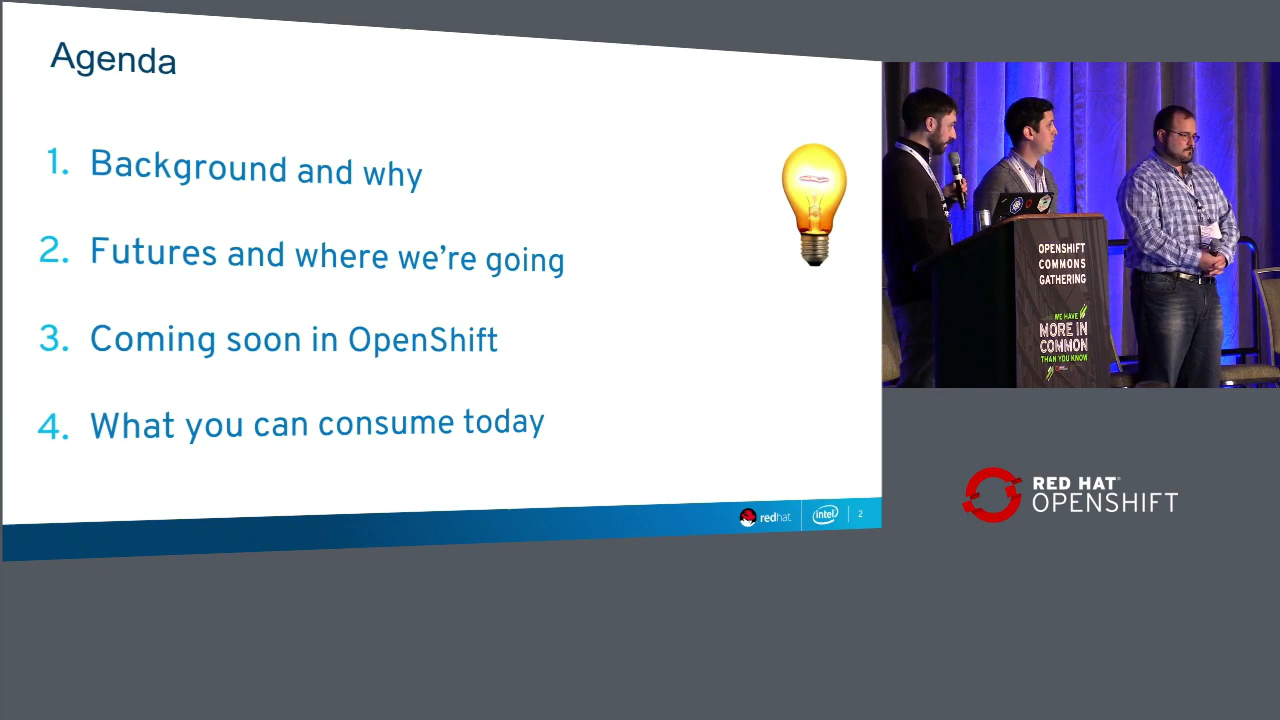 Agenda
1. Background and why
2. Futures and where we’re going
3. Coming soon in OpenShift
4. What you can consume today
redhat.
intel
2
OPENSHIFT
COMMONS
GATHERING
WE HAVE
MORE IN
COMMON
THAN YOU KNOW
RED HAT®
OPENSHIFT